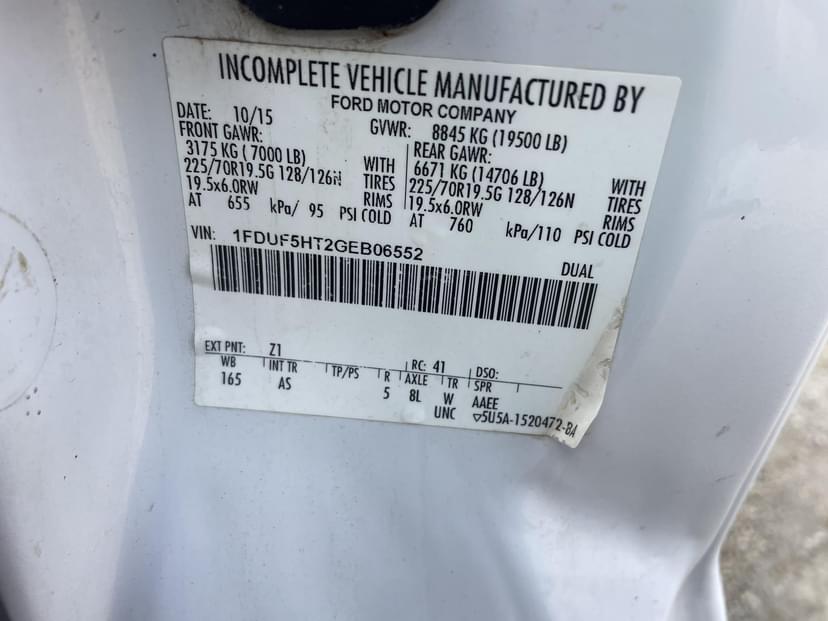 INCOMPLETE VEHICLE MANUFACTURED BY
FORD MOTOR COMPANY
DATE: 10/15 GVWR: 8845 KG (19500 LB)
FRONT GAWR: REAR GAWR:
3175 KG ( 7000 LB) WITH 6671 KG (14706 LB) WITH
225/70R19.5G 128/126N TIRES 225/70R19.5G 128/126N TIRES
19.5x6.0RW RIMS 19.5x6.0RW RIMS
AT 655 kPa/ 95 PSI COLD AT 760 kPa/110 PSI COLD
VIN: 1FDUF5HT2GEB06552
DUAL
EXT PNT: Z1 RC: 41 DSO:
WB INT TR TP/PS R AXLE TR SPR
165 AS 5 8L W AAEE
UNC ▽5U5A-1520472-BA